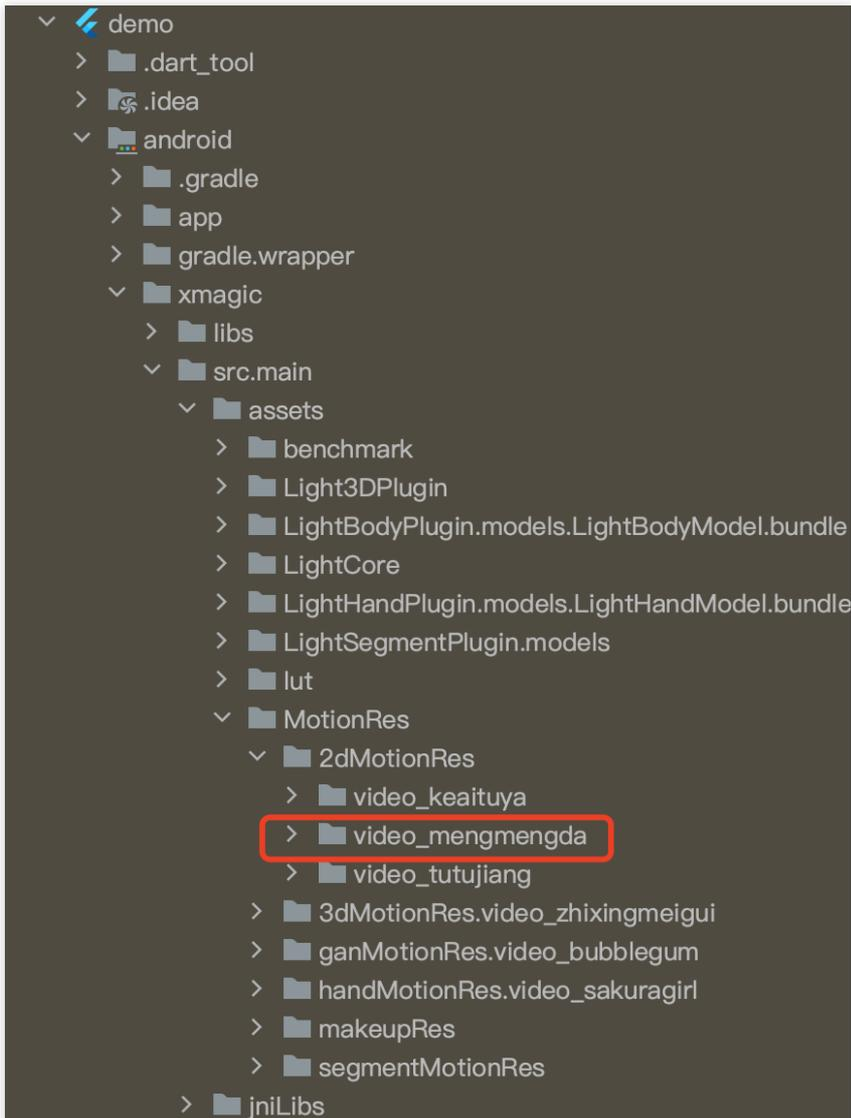 demo
.dart_tool
.idea
android
.gradle
app
gradle.wrapper
xmagic
libs
src.main
assets
benchmark
Light3DPlugin
LightBodyPlugin.models.LightBodyModel.bundle
LightCore
LightHandPlugin.models.LightHandModel.bundle
LightSegmentPlugin.models
lut
MotionRes
2dMotionRes
video_keaituya
video_mengmengda
video_tutujiang
3dMotionRes.video_zhixingmeigui
ganMotionRes.video_bubblegum
handMotionRes.video_sakuragirl
makeupRes
segmentMotionRes
jniLibs